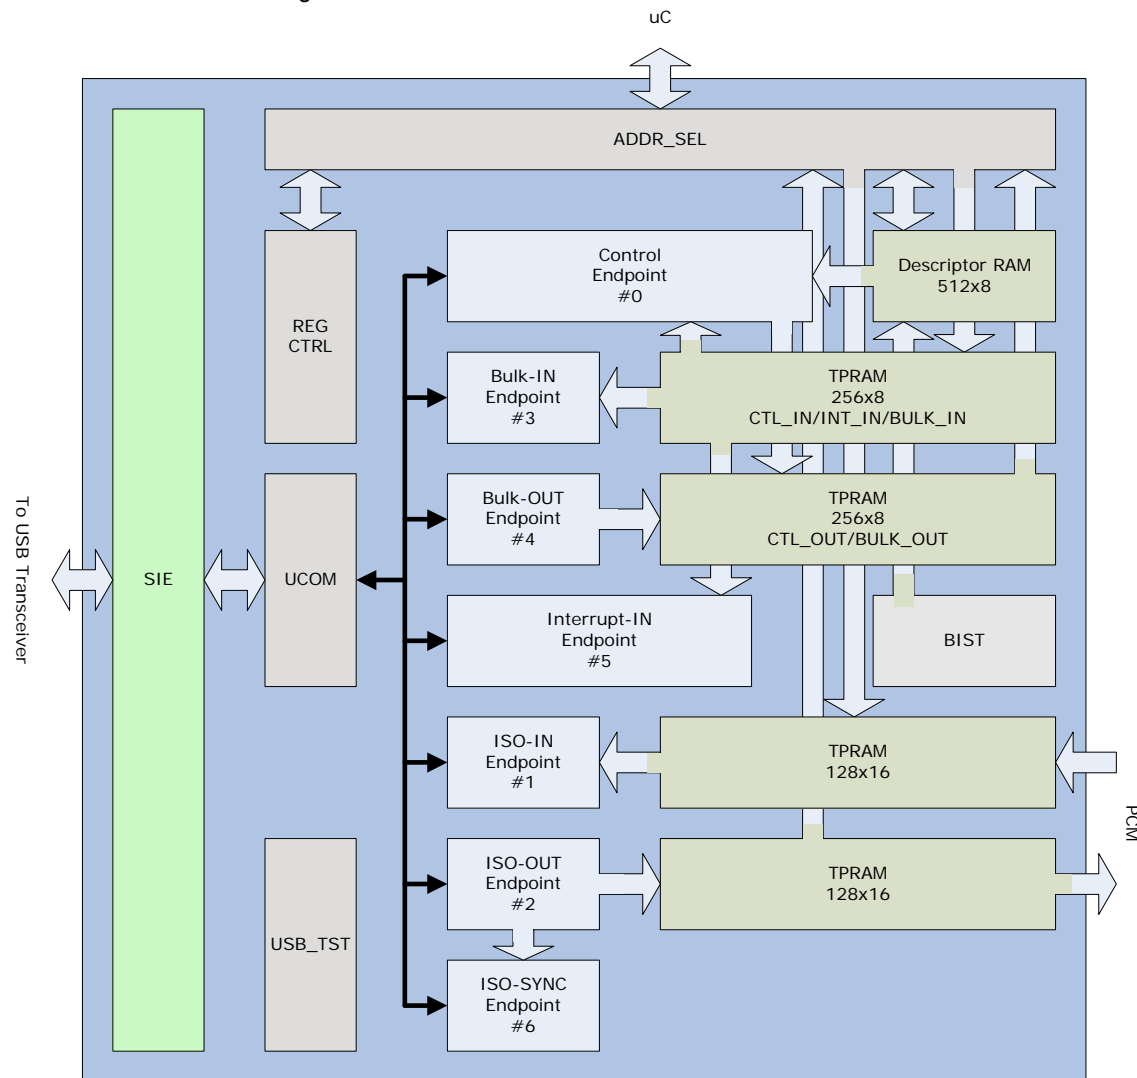 uC
ADDR_SEL
Control
Endpoint
#0
Descriptor RAM
512x8
REG
CTRL
Bulk-IN
Endpoint
#3
TPRAM
256x8
CTL_IN/INT_IN/BULK_IN
Bulk-OUT
Endpoint
#4
TPRAM
256x8
CTL_OUT/BULK_OUT
To USB Transceiver
SIE
UCOM
Interrupt-IN
Endpoint
#5
BIST
ISO-IN
Endpoint
#1
TPRAM
128x16
PCM
ISO-OUT
Endpoint
#2
TPRAM
128x16
USB_TST
ISO-SYNC
Endpoint
#6